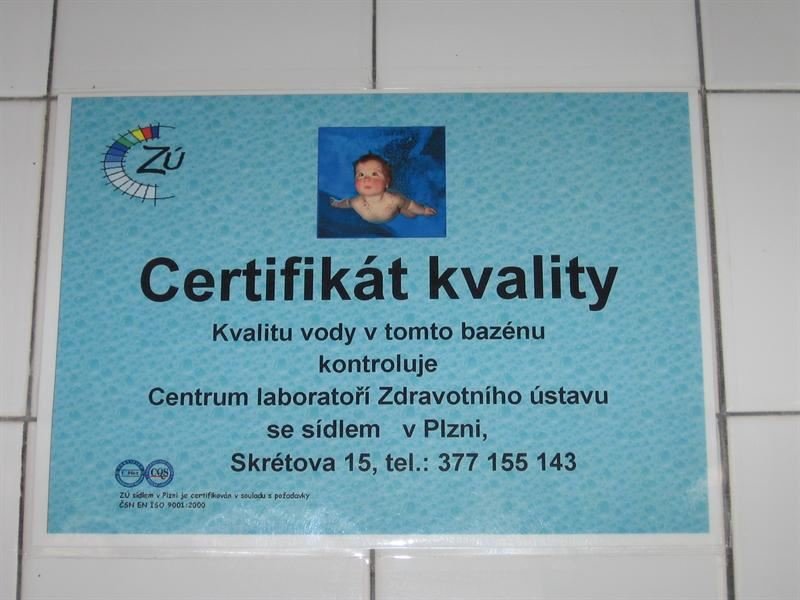 ZÚ
Certifikát kvality
Kvalitu vody v tomto bazénu
kontroluje
Centrum laboratoří Zdravotního ústavu
se sídlem v Plzni,
Skrétova 15, tel.: 377 155 143
CQS
ZÚ sídlem v Plzni je certifikován v souladu s požadavky
ČSN EN ISO 9001:2000